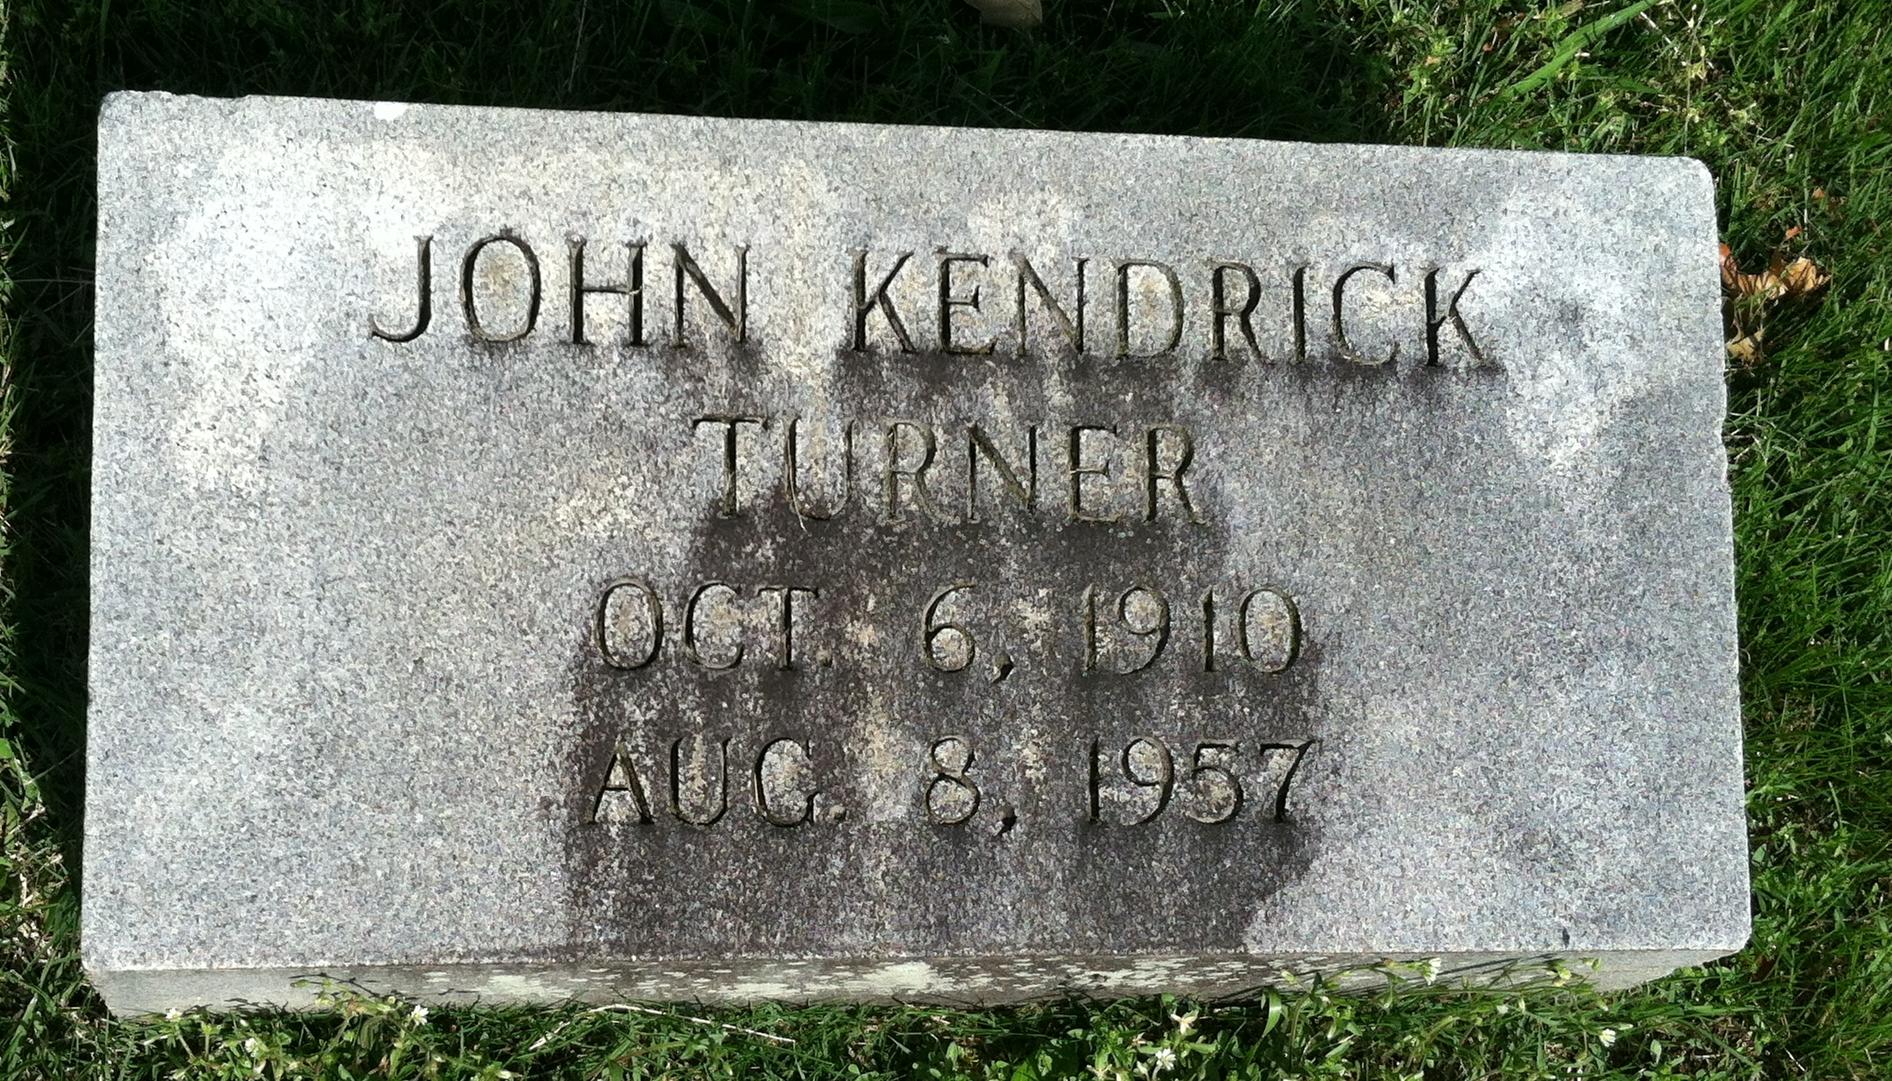 JOHN KENDRICK
TURNER
OCT. 6, 1910
AUG. 8, 1957